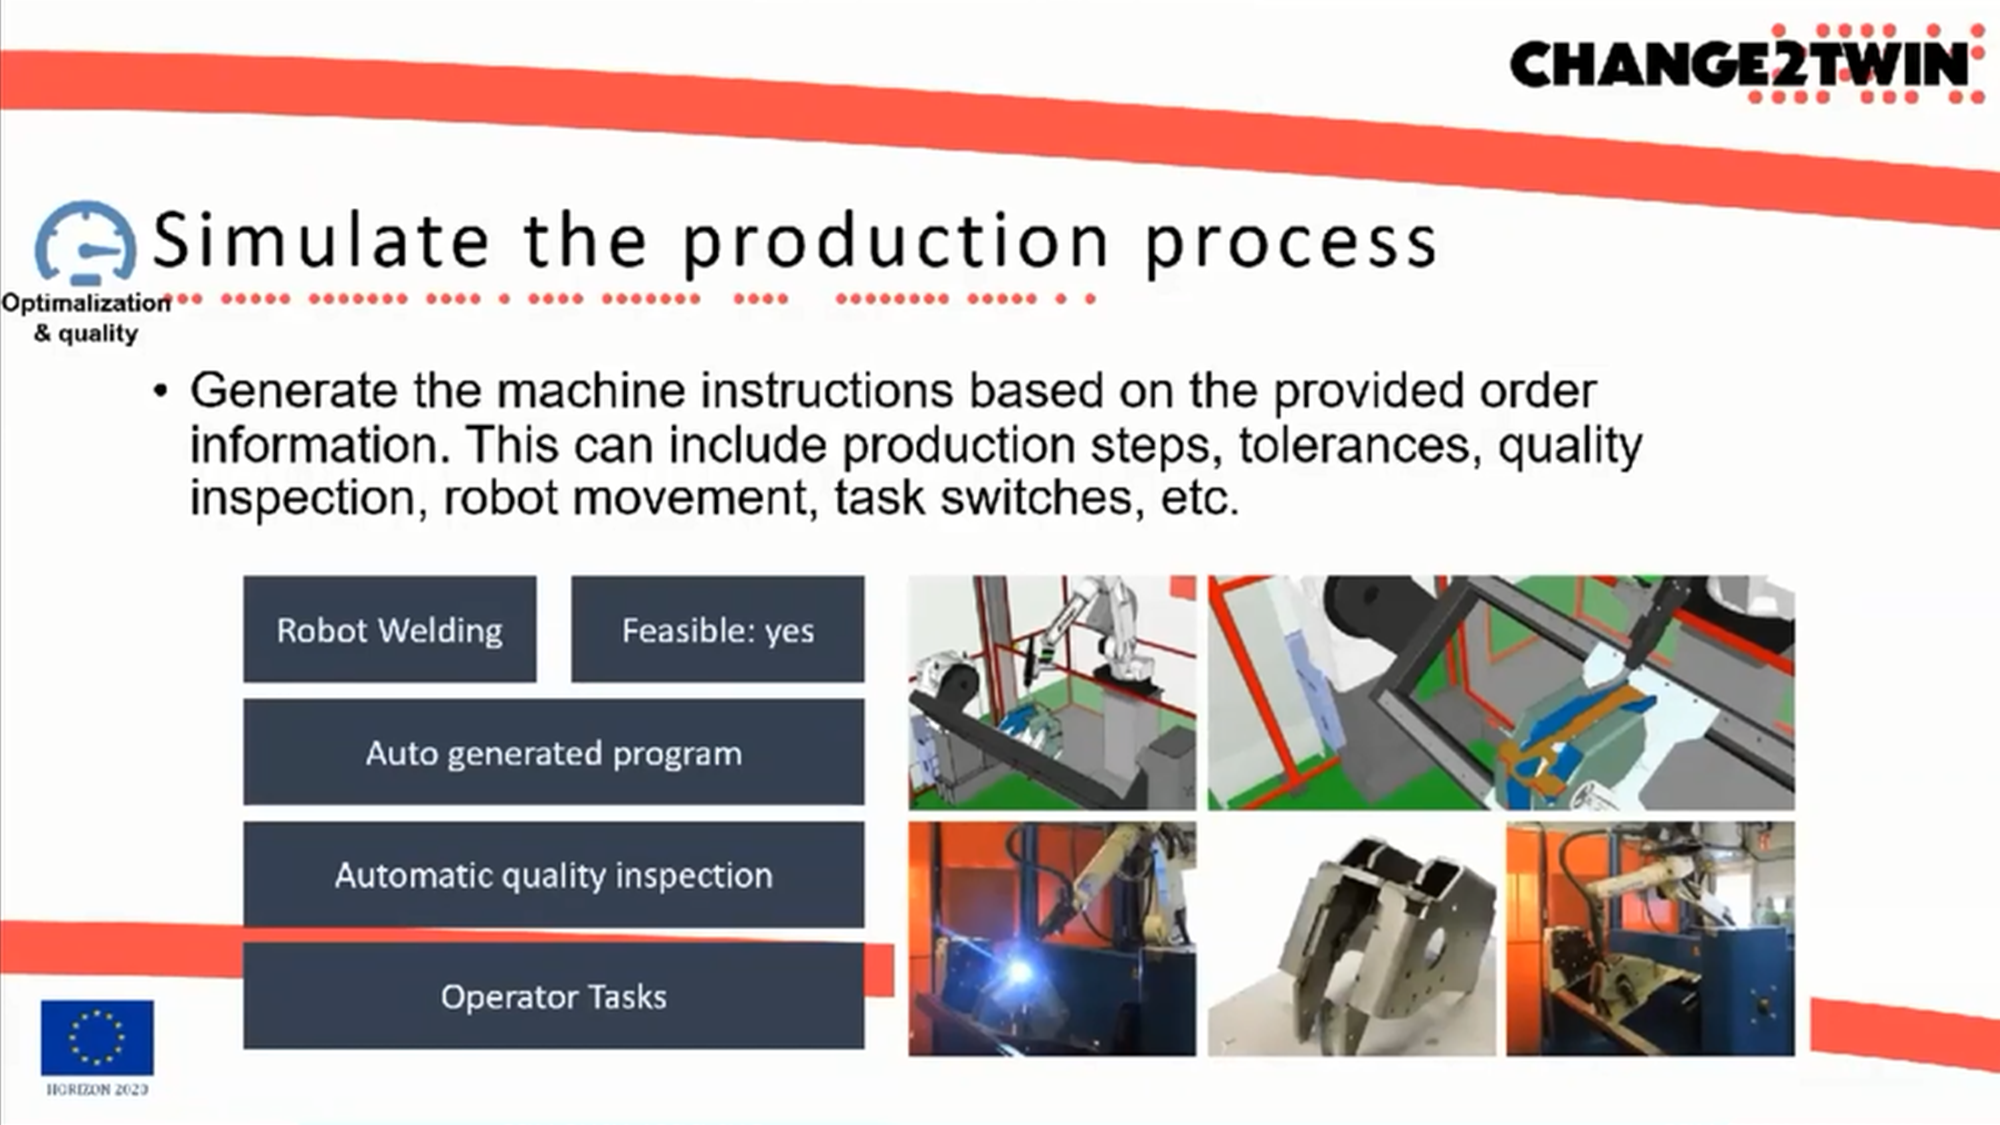 CHANGE2TWIN
Simulate the production process
Optimalization
& quality
• Generate the machine instructions based on the provided order
information. This can include production steps, tolerances, quality
inspection, robot movement, task switches, etc.
Robot Welding
Feasible: yes
Auto generated program
Automatic quality inspection
Operator Tasks
HORIZON 2020